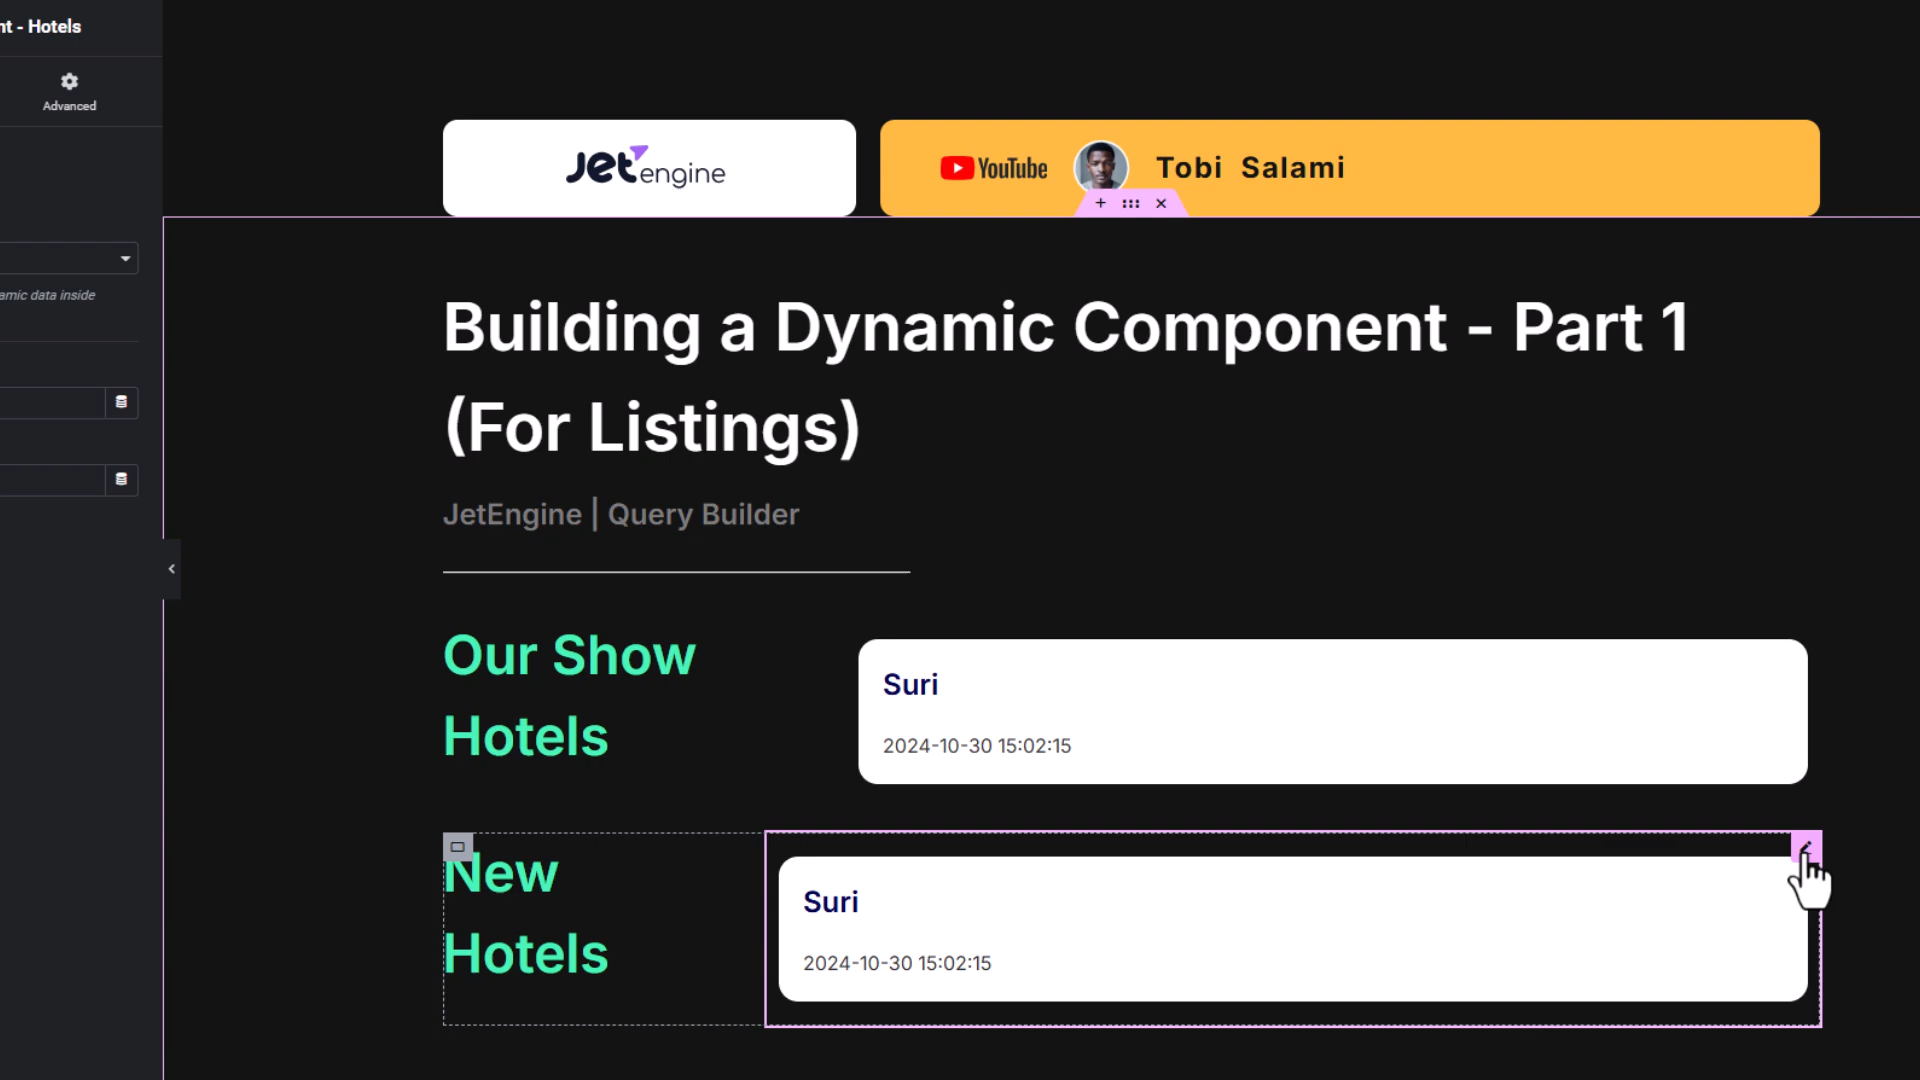 nt - Hotels
Advanced
amic data inside
Jetengine
YouTube
Tobi Salami
Building a Dynamic Component - Part 1
(For Listings)
JetEngine | Query Builder
Our Show
Hotels
Suri
2024-10-30 15:02:15
New
Hotels
Suri
2024-10-30 15:02:15